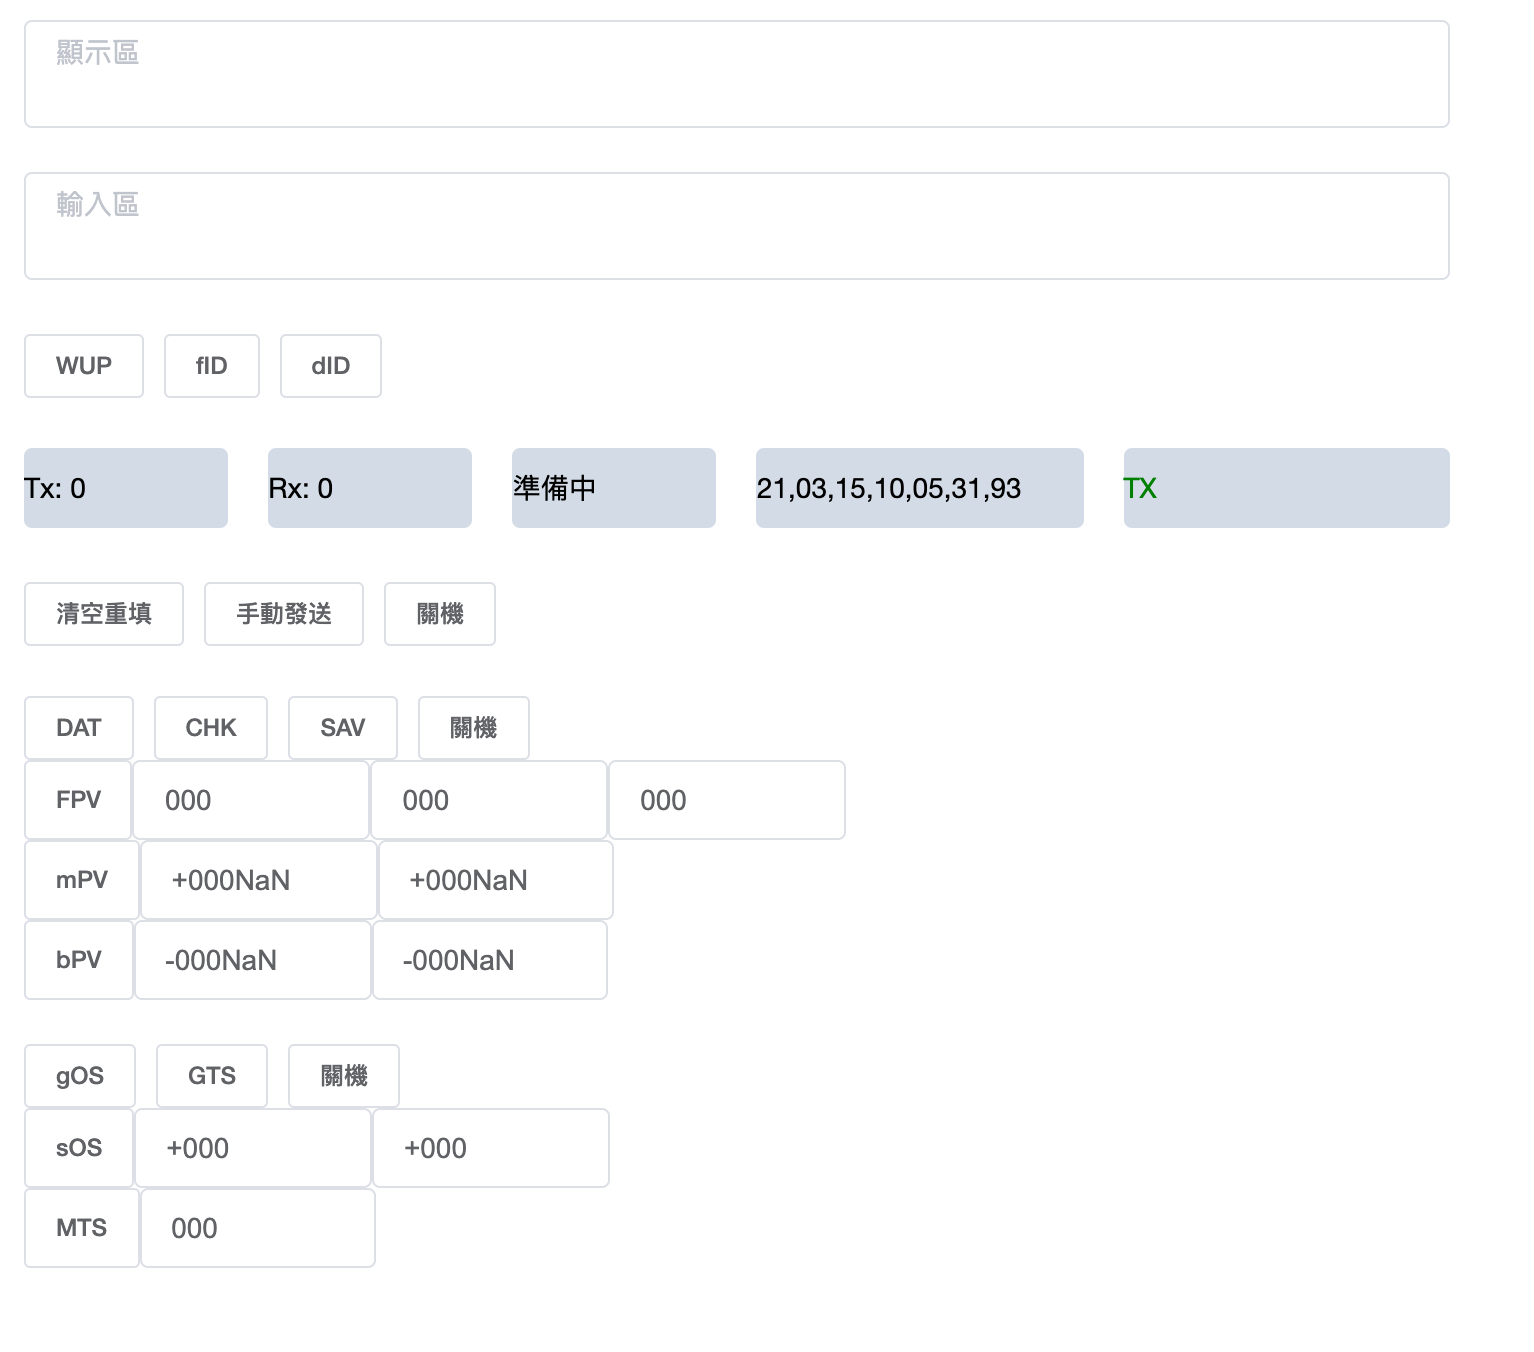 顯示區
輸入區
WUP fID dID
Tx: 0 Rx: 0 準備中 21,03,15,10,05,31,93 TX
清空重填 手動發送 關機
DAT CHK SAV 關機
FPV 000 000 000
mPV +000NaN +000NaN
bPV -000NaN -000NaN
gOS GTS 關機
sOS +000 +000
MTS 000